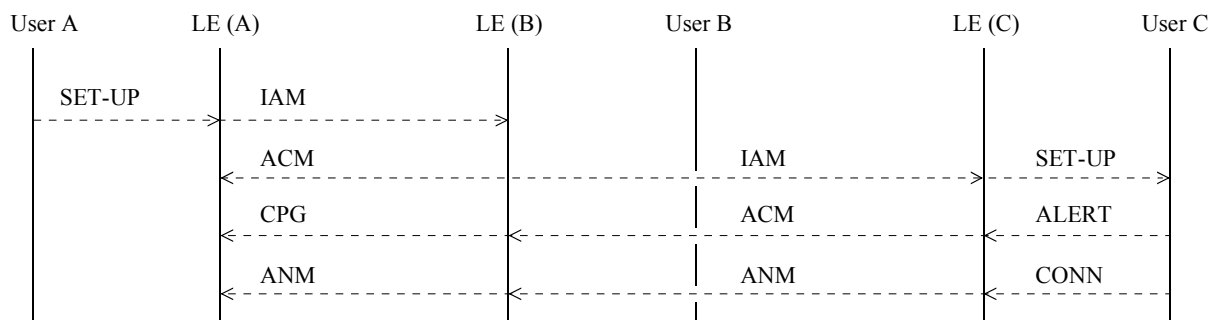 User A LE (A) LE (B) User B LE (C) User C
SET-UP IAM
ACM IAM SET-UP
CPG ACM ALERT
ANM ANM CONN